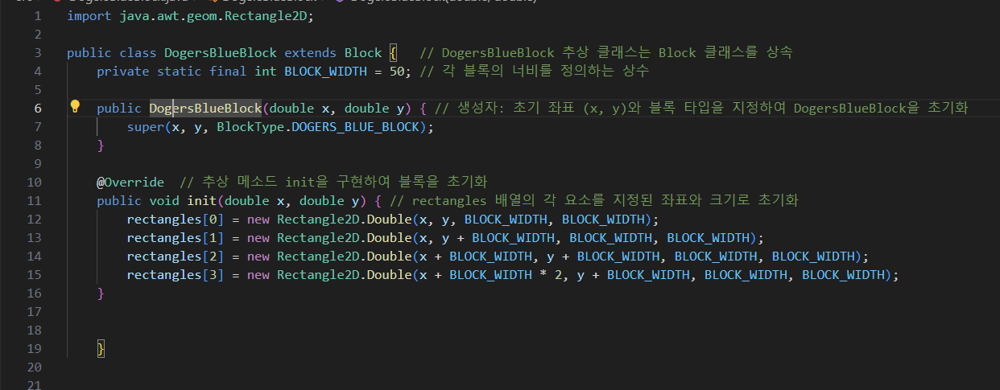 1 import java.awt.geom.Rectangle2D;
2
3 public class DogersBlueBlock extends Block {   // DogersBlueBlock 추상 클래스는 Block 클래스를 상속
4     private static final int BLOCK_WIDTH = 50; // 각 블록의 너비를 정의하는 상수
5
6     public DogersBlueBlock(double x, double y) { // 생성자: 초기 좌표 (x, y)와 블록 타입을 지정하여 DogersBlueBlock을 초기화
7         super(x, y, BlockType.DOGERS_BLUE_BLOCK);
8     }
9
10     @Override  // 추상 메소드 init을 구현하여 블록을 초기화
11     public void init(double x, double y) { // rectangles 배열의 각 요소를 지정된 좌표와 크기로 초기화
12         rectangles[0] = new Rectangle2D.Double(x, y, BLOCK_WIDTH, BLOCK_WIDTH);
13         rectangles[1] = new Rectangle2D.Double(x, y + BLOCK_WIDTH, BLOCK_WIDTH, BLOCK_WIDTH);
14         rectangles[2] = new Rectangle2D.Double(x + BLOCK_WIDTH, y + BLOCK_WIDTH, BLOCK_WIDTH, BLOCK_WIDTH);
15         rectangles[3] = new Rectangle2D.Double(x + BLOCK_WIDTH * 2, y + BLOCK_WIDTH, BLOCK_WIDTH, BLOCK_WIDTH);
16     }
17
18
19     }
20
21